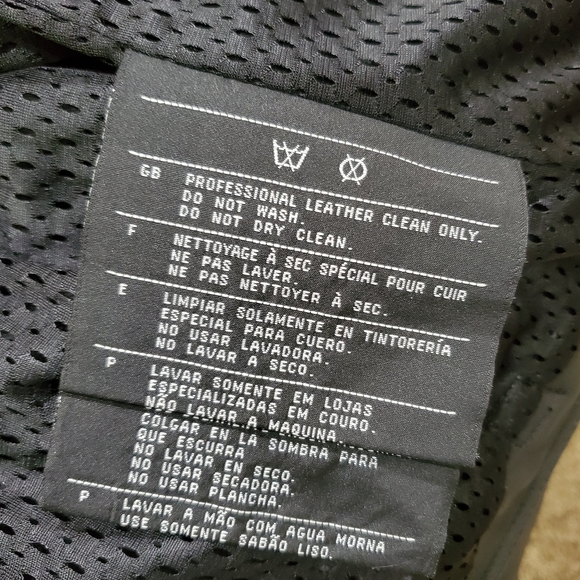 GB PROFESSIONAL LEATHER CLEAN ONLY.
DO NOT WASH.
DO NOT DRY CLEAN.
F NETTOYAGE À SEC SPÉCIAL POUR CUIR
NE PAS LAVER
NE PAS NETTOYER À SEC.
E LIMPIAR SOLAMENTE EN TINTORERÍA
ESPECIAL PARA CUERO.
NO USAR LAVADORA.
NO LAVAR A SECO.
P LAVAR SOMENTE EM LOJAS
ESPECIALIZADAS EM COURO.
NÃO LAVAR A MAQUINA.
COLGAR EN LA SOMBRA PARA
QUE ESCURRA
NO LAVAR EN SECO.
NO USAR SECADORA.
NO USAR PLANCHA.
P LAVAR A MÃO COM AGUA MORNA
USE SOMENTE SABÃO LISO.